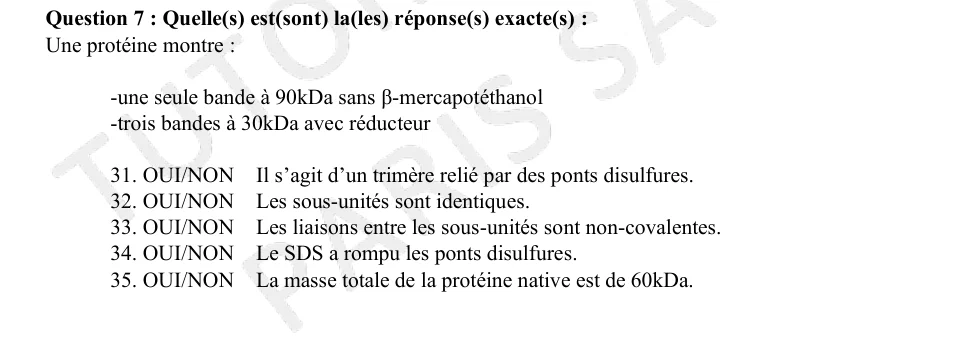 Question 7 : Quelle(s) est(sont) la(les) réponse(s) exacte(s) :
Une protéine montre :
-une seule bande à 90kDa sans β-mercapotéthanol
-trois bandes à 30kDa avec réducteur
31. OUI/NON Il s’agit d’un trimère relié par des ponts disulfures.
32. OUI/NON Les sous-unités sont identiques.
33. OUI/NON Les liaisons entre les sous-unités sont non-covalentes.
34. OUI/NON Le SDS a rompu les ponts disulfures.
35. OUI/NON La masse totale de la protéine native est de 60kDa.